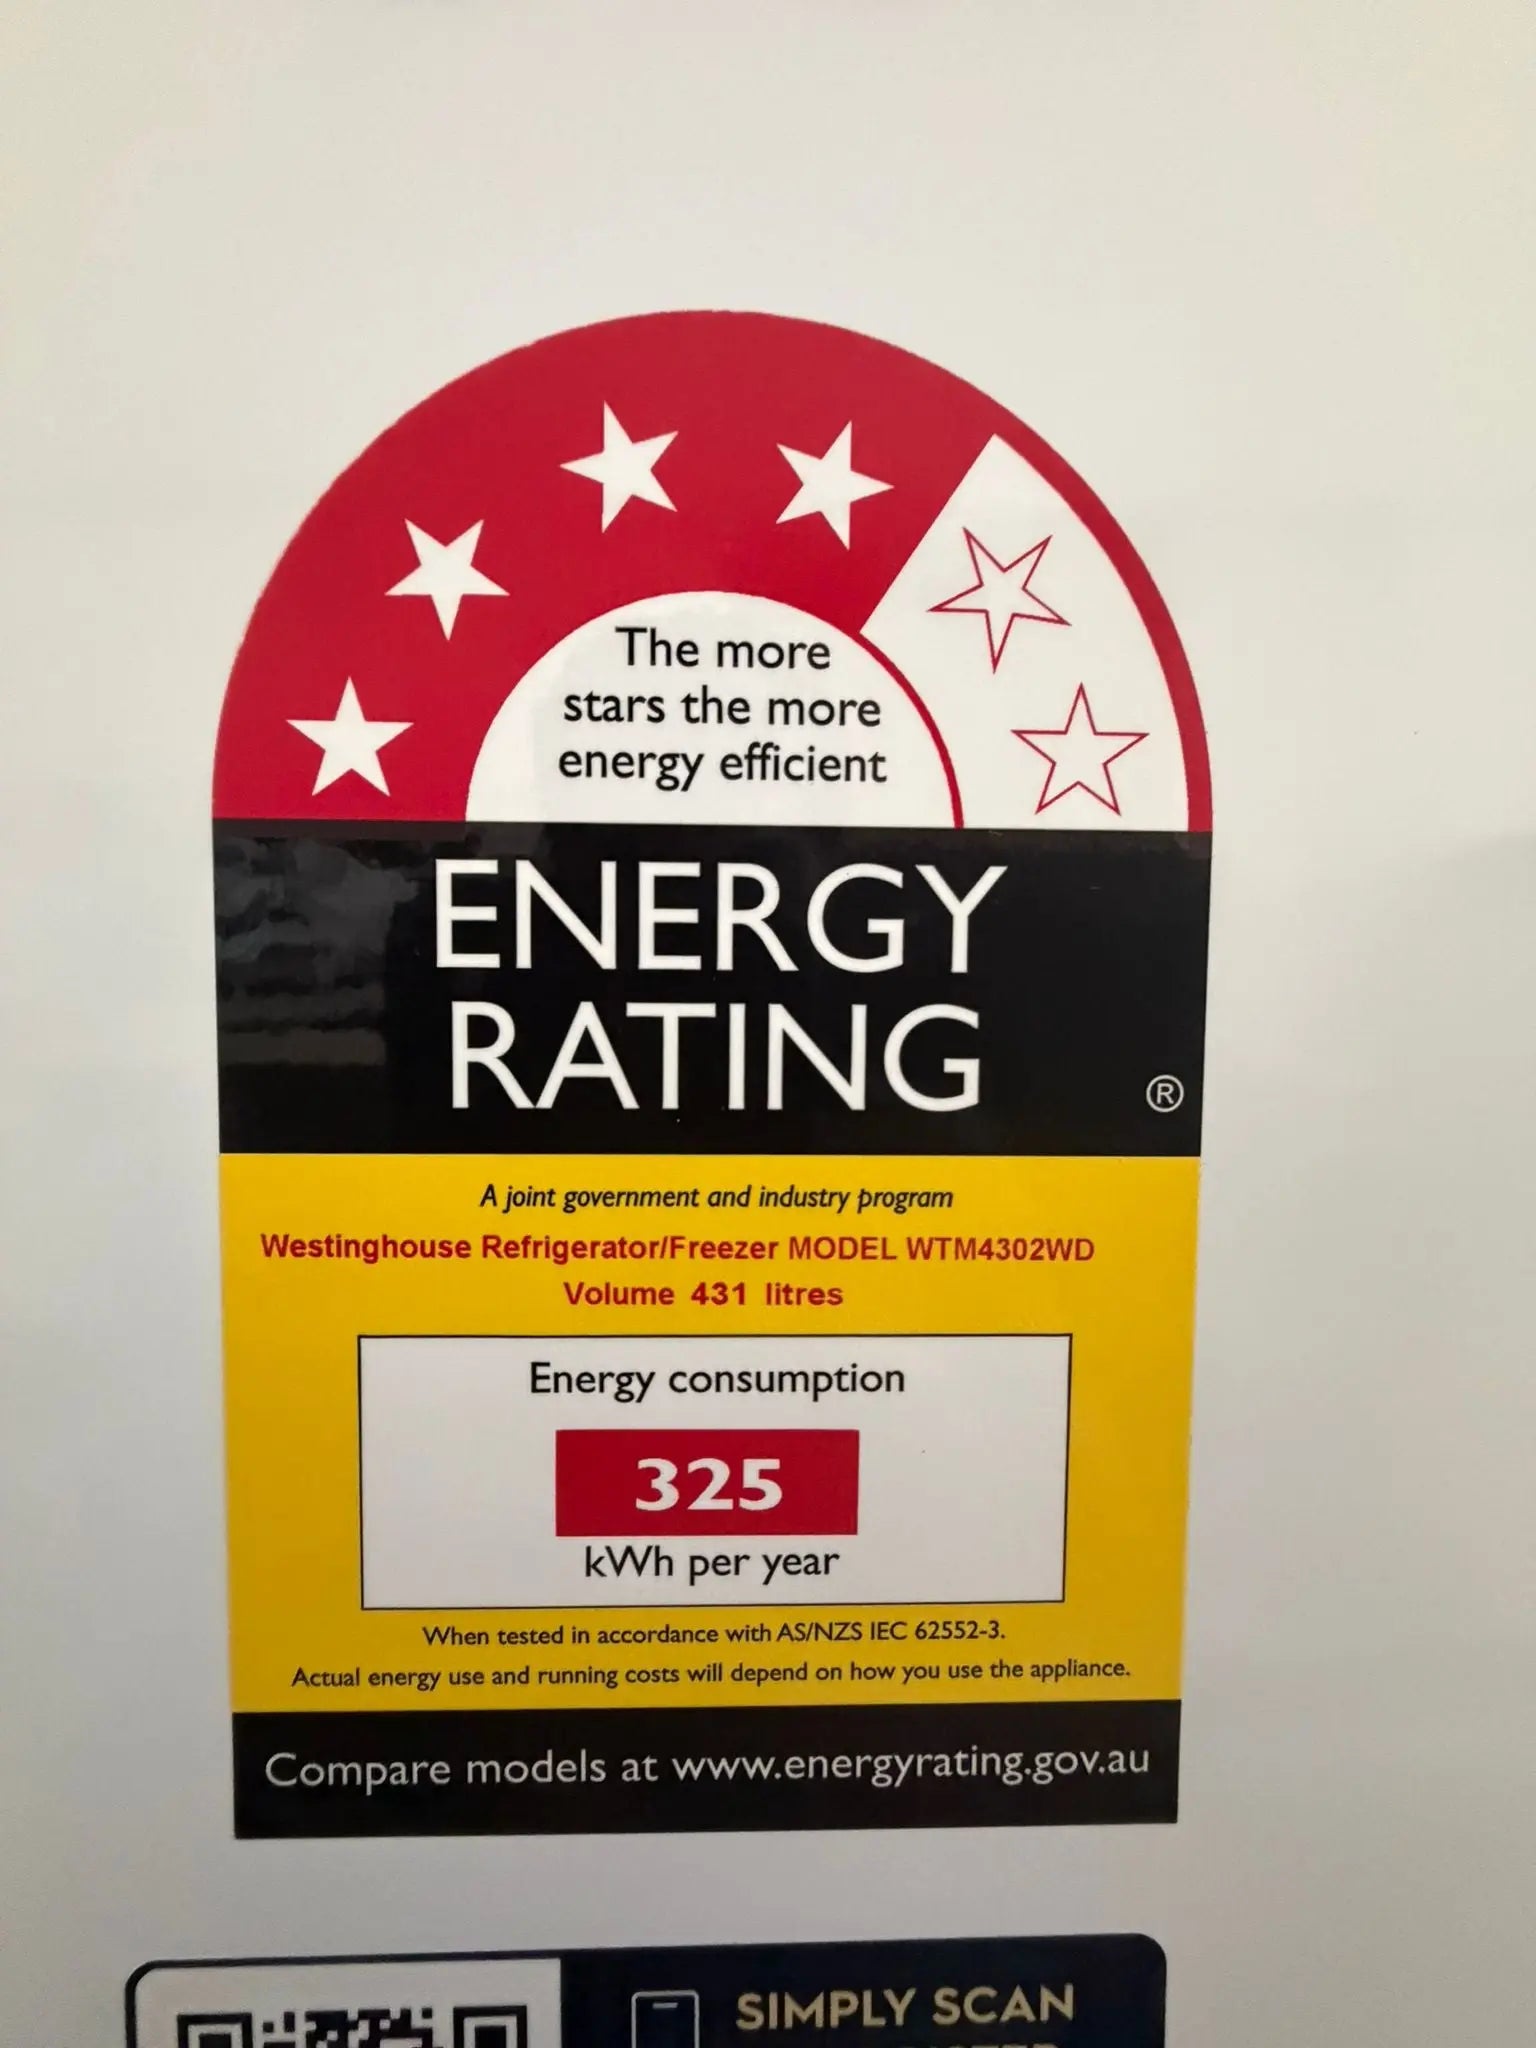 The more
stars the more
energy efficient
ENERGY
RATING
®
A joint government and industry program
Westinghouse Refrigerator/Freezer MODEL WTM4302WD
Volume 431 litres
Energy consumption
325
kWh per year
When tested in accordance with AS/NZS IEC 62552-3.
Actual energy use and running costs will depend on how you use the appliance.
Compare models at www.energyrating.gov.au
SIMPLY SCAN